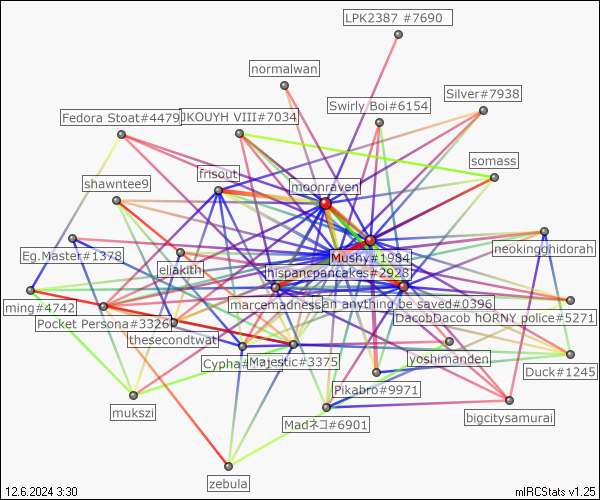 LPK2387 #7690
normalwan
Silver#7938
Swirly Boi#6154
Fedora Stoat#4479
JKOUYH VIII#7034
somass
frisout
shawntee9
moonraven
Eg.Master#1378
neokingghidorah
Mushy#1984
eliakith
hispancpancakes#2928
ming#4742
marcemadness
an anything be saved#0396
Pocket Persona#3326
DacobDacob hORNY police#5271
thesecondtwat
Majestic#3375
yoshimanden
Duck#1245
Pikabro#9971
mukszi
Madネコ#6901
bigcitysamurai
zebula
12.6.2024 3:30
mIRCStats v1.25